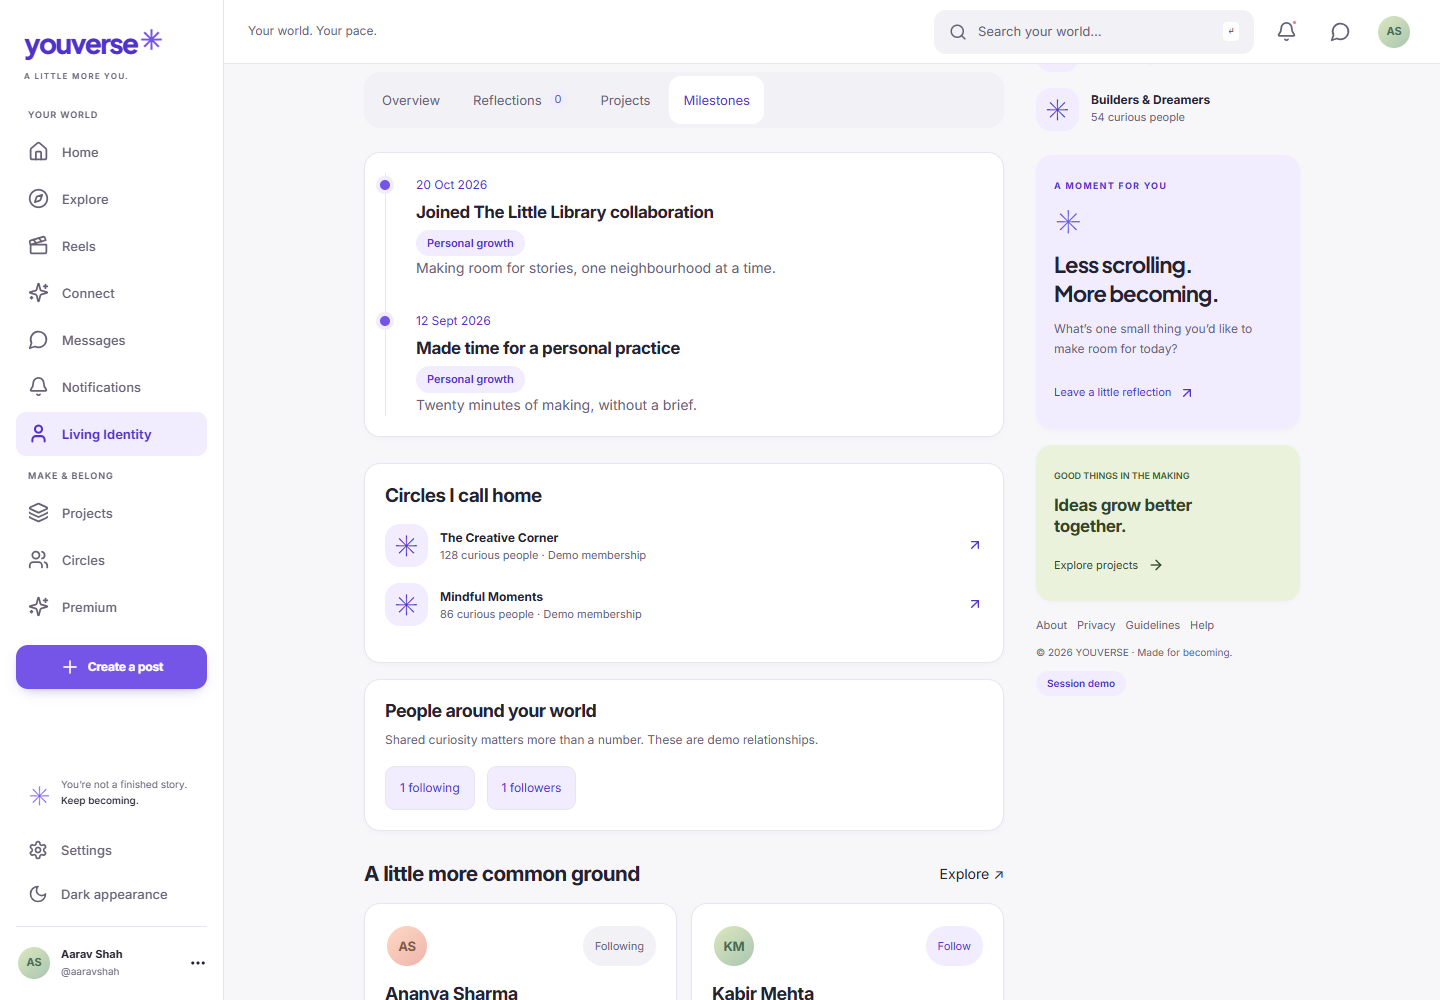 youverse
A LITTLE MORE YOU.
YOUR WORLD
Home
Explore
Reels
Connect
Messages
Notifications
Living Identity
MAKE & BELONG
Projects
Circles
Premium
Create a post
You're not a finished story.
Keep becoming.
Settings
Dark appearance
AS
Aarav Shah
@aaravshah
Your world. Your pace.
Search your world...
AS
Overview
Reflections 0
Projects
Milestones
20 Oct 2026
Joined The Little Library collaboration
Personal growth
Making room for stories, one neighbourhood at a time.
12 Sept 2026
Made time for a personal practice
Personal growth
Twenty minutes of making, without a brief.
Circles I call home
The Creative Corner
128 curious people · Demo membership
Mindful Moments
86 curious people · Demo membership
People around your world
Shared curiosity matters more than a number. These are demo relationships.
1 following
1 followers
A little more common ground
Explore
AS
Following
Ananya Sharma
KM
Follow
Kabir Mehta
Builders & Dreamers
54 curious people
A MOMENT FOR YOU
Less scrolling.
More becoming.
What's one small thing you'd like to
make room for today?
Leave a little reflection
GOOD THINGS IN THE MAKING
Ideas grow better
together.
Explore projects
About Privacy Guidelines Help
© 2026 YOUVERSE · Made for becoming.
Session demo